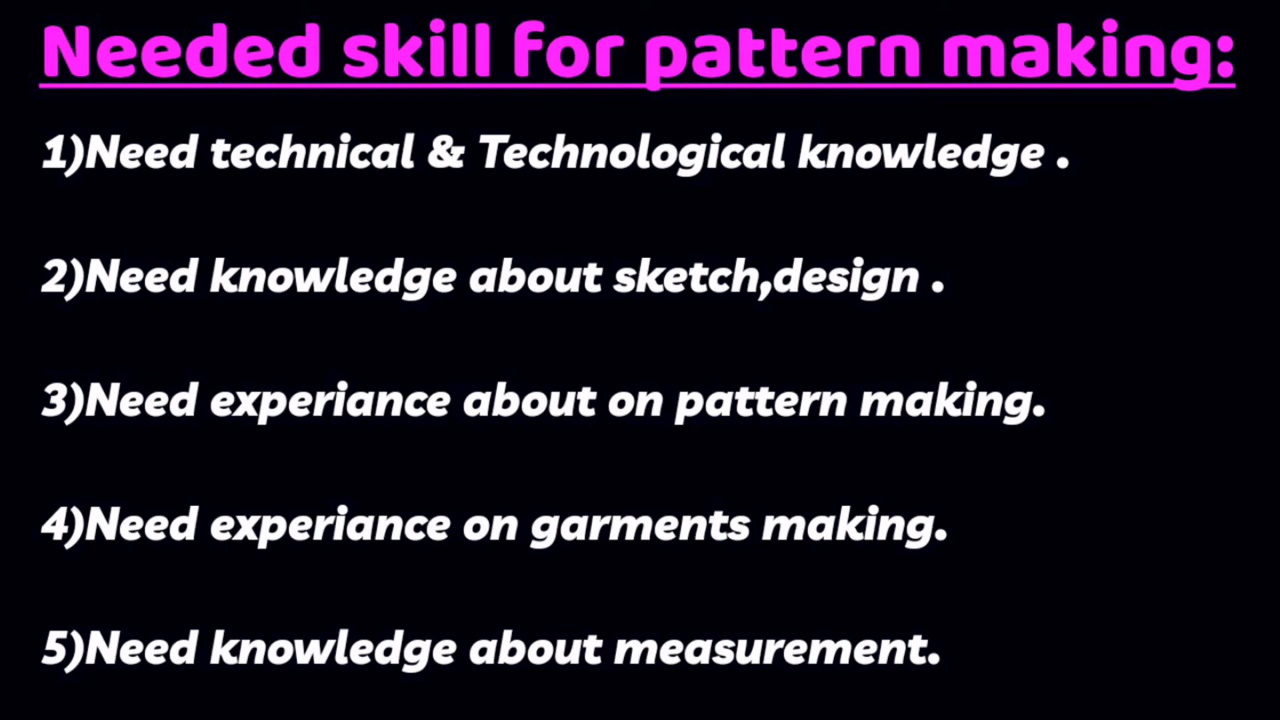 Needed skill for pattern making:
1)Need technical & Technological knowledge .
2)Need knowledge about sketch,design .
3)Need experiance about on pattern making.
4)Need experiance on garments making.
5)Need knowledge about measurement.